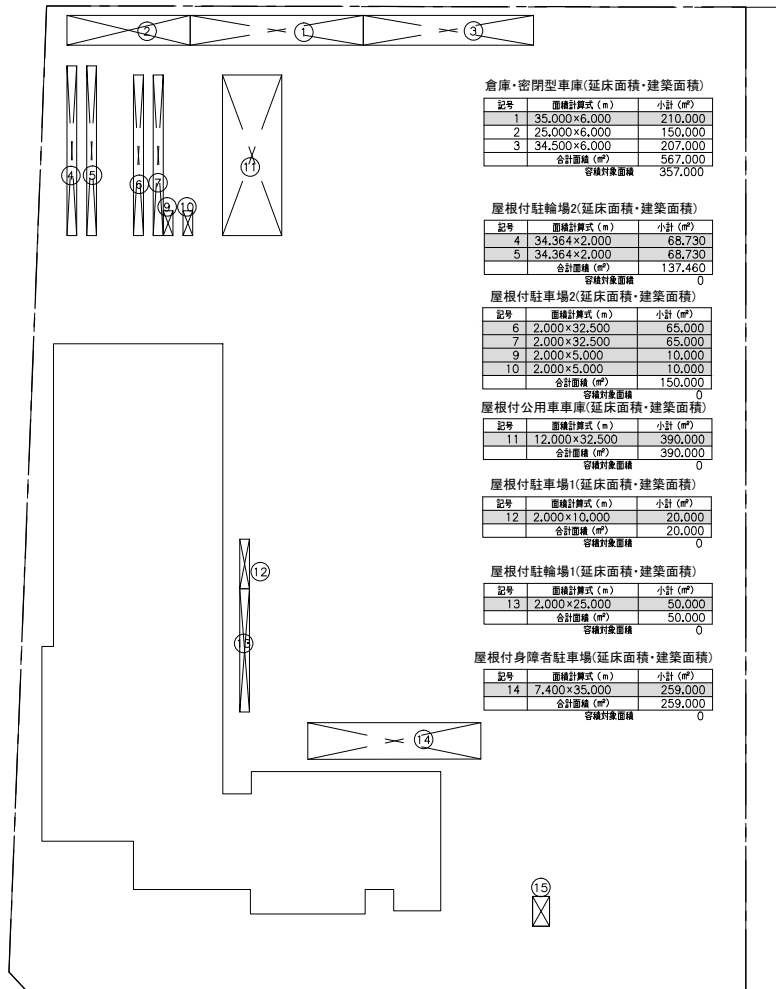 2
1
3
4
5
6
7
9
10
11
12
13
14
15
倉庫・密閉型車庫(延床面積・建築面積)
記号 面積計算式 (m) 小計 (㎡)
1 35.000×6.000 210.000
2 25.000×6.000 150.000
3 34.500×6.000 207.000
合計面積 (㎡) 567.000
容積対象面積 357.000
屋根付駐輪場2(延床面積・建築面積)
記号 面積計算式 (m) 小計 (㎡)
4 34.364×2.000 68.730
5 34.364×2.000 68.730
合計面積 (㎡) 137.460
容積対象面積 0
屋根付駐車場2(延床面積・建築面積)
記号 面積計算式 (m) 小計 (㎡)
6 2.000×32.500 65.000
7 2.000×32.500 65.000
9 2.000×5.000 10.000
10 2.000×5.000 10.000
合計面積 (㎡) 150.000
容積対象面積 0
屋根付公用車車庫(延床面積・建築面積)
記号 面積計算式 (m) 小計 (㎡)
11 12.000×32.500 390.000
合計面積 (㎡) 390.000
容積対象面積 0
屋根付駐車場1(延床面積・建築面積)
記号 面積計算式 (m) 小計 (㎡)
12 2.000×10.000 20.000
合計面積 (㎡) 20.000
容積対象面積 0
屋根付駐輪場1(延床面積・建築面積)
記号 面積計算式 (m) 小計 (㎡)
13 2.000×25.000 50.000
合計面積 (㎡) 50.000
容積対象面積 0
屋根付身障者駐車場(延床面積・建築面積)
記号 面積計算式 (m) 小計 (㎡)
14 7.400×35.000 259.000
合計面積 (㎡) 259.000
容積対象面積 0